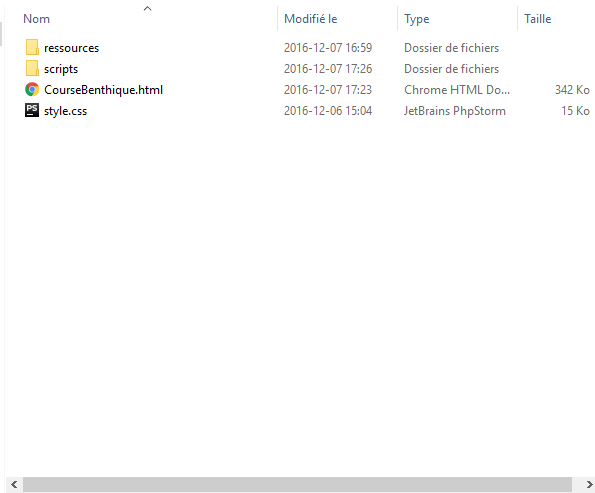 Nom Modifié le Type Taille
ressources 2016-12-07 16:59 Dossier de fichiers
scripts 2016-12-07 17:26 Dossier de fichiers
CourseBenthique.html 2016-12-07 17:23 Chrome HTML Do... 342 Ko
PS style.css 2016-12-06 15:04 JetBrains PhpStorm 15 Ko